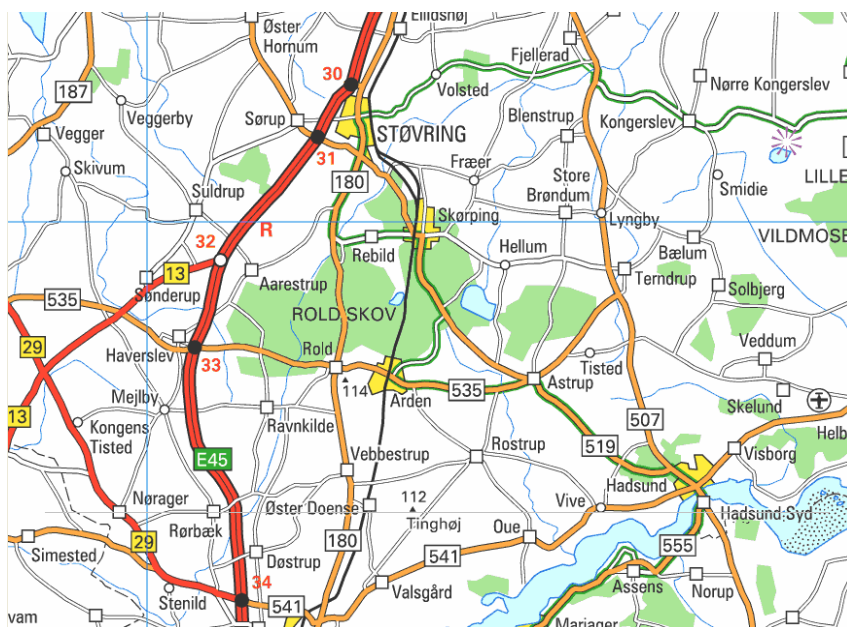 Ellidshøj
Øster
Hornum
Fjellerad
30
Volsted
Nørre Kongerslev
187
Veggerby
Sørup
STØVRING
Blenstrup
Kongerslev
Vegger
31
Skivum
Fræer
Store
Brøndum
Smidie
LILLE
180
Suldrup
Skørping
Lyngby
R
32
Rebild
Hellum
Bælum
VILDMOSE
13
Sønderup
Aarestrup
Terndrup
Solbjerg
535
ROLD SKOV
29
Haverslev
33
Rold
Veddum
Tisted
114
Arden
535
Astrup
Mejlby
Skelund
13
Kongens
Tisted
Ravnkilde
507
519
Helb
E45
Vebbestrup
Rostrup
Visborg
Hadsund
Nørager
Øster Doense
112
Tinghøj
Vive
Hadsund Syd
Rørbæk
29
180
Oue
Simested
541
555
Døstrup
34
Valsgård
Assens
Norup
Stenild
541
vam
Mariager